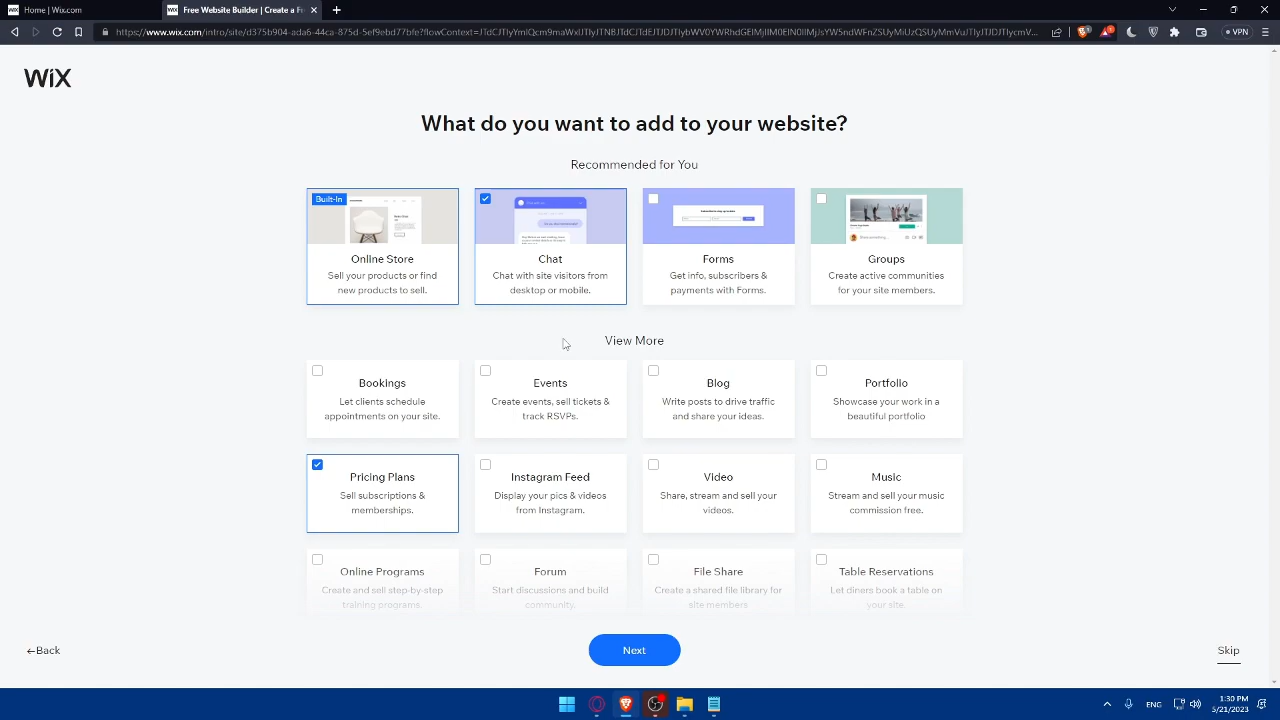 Home | Wix.com
Free Website Builder | Create a Fr
https://www.wix.com/intro/site/d375b904-ada6-44ca-875d-5ef9ebd77bfe?flowContext=
VPN
WiX
What do you want to add to your website?
Recommended for You
Built-In
Online Store
Sell your products or find
new products to sell.
Chat
Chat with site visitors from
desktop or mobile.
Forms
Get info, subscribers &
payments with Forms.
Groups
Create active communities
for your site members.
View More
Bookings
Let clients schedule
appointments on your site.
Events
Create events, sell tickets &
track RSVPs.
Blog
Write posts to drive traffic
and share your ideas.
Portfolio
Showcase your work in a
beautiful portfolio
Pricing Plans
Sell subscriptions &
memberships.
Instagram Feed
Display your pics & videos
from Instagram.
Video
Share, stream and sell your
videos.
Music
Stream and sell your music
commission free.
Online Programs
Create and sell step-by-step
training programs.
Forum
Start discussions and build
community.
File Share
Create a shared file library for
site members
Table Reservations
Let diners book a table on
your site.
←Back
Next
Skip
ENG
1:30 PM
5/21/2023